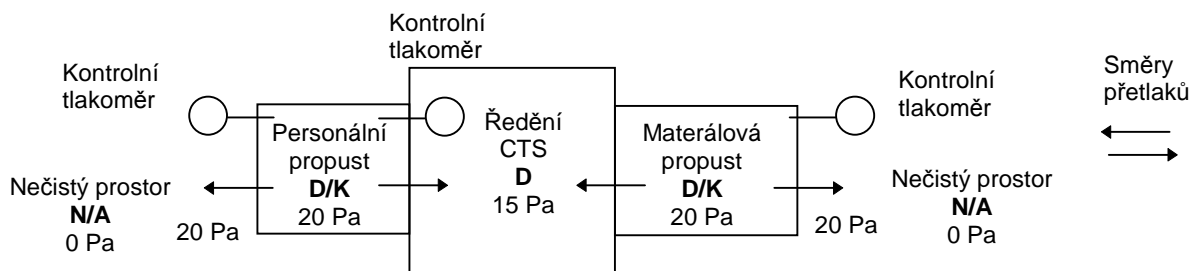 Kontrolní
tlakoměr
Kontrolní
tlakoměr
Kontrolní
tlakoměr
Směry
přetlaků
Personální
propust
D/K
20 Pa
Ředění
CTS
D
15 Pa
Materálová
propust
D/K
20 Pa
Nečistý prostor
N/A
0 Pa
20 Pa
20 Pa
Nečistý prostor
N/A
0 Pa